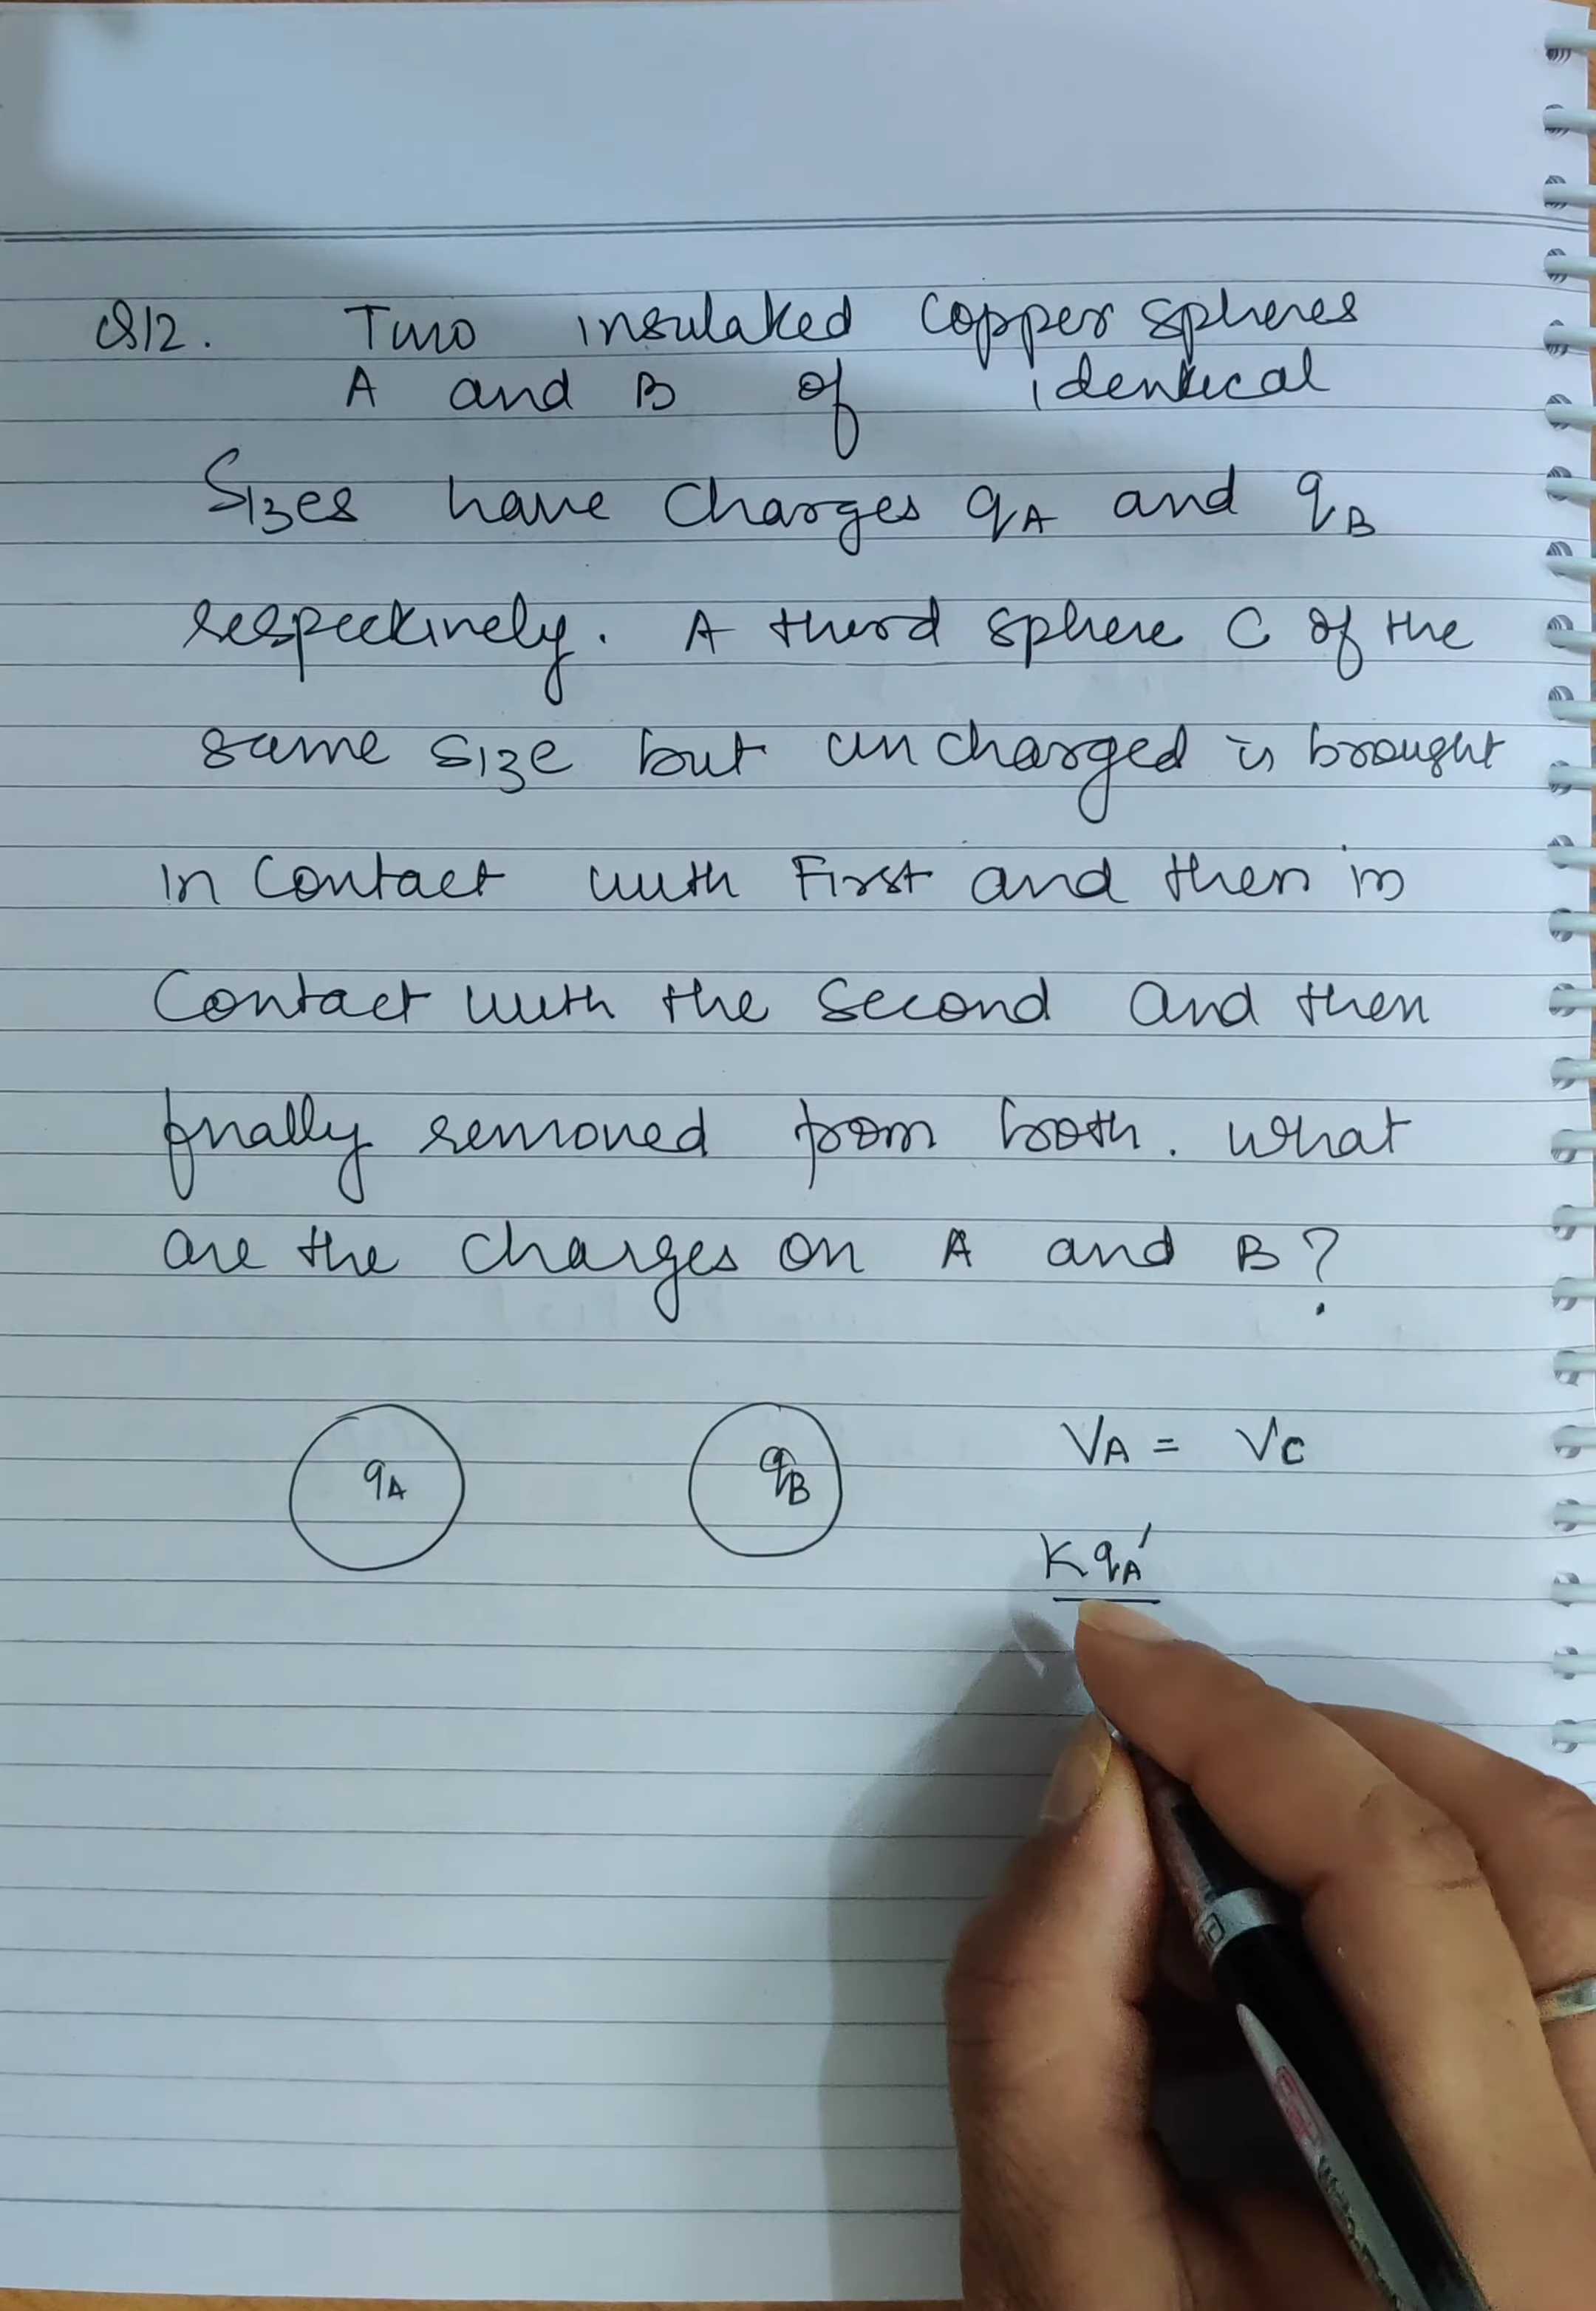 Q12. Two insulated copper spheres
A and B of identical
Sizes have charges qA and qB
respectively. A third sphere C of the
same size but uncharged is brought
in contact with First and then in
Contact with the second and then
finally removed from both. What
are the charges on A and B?
qA qB VA = VC
KqA'